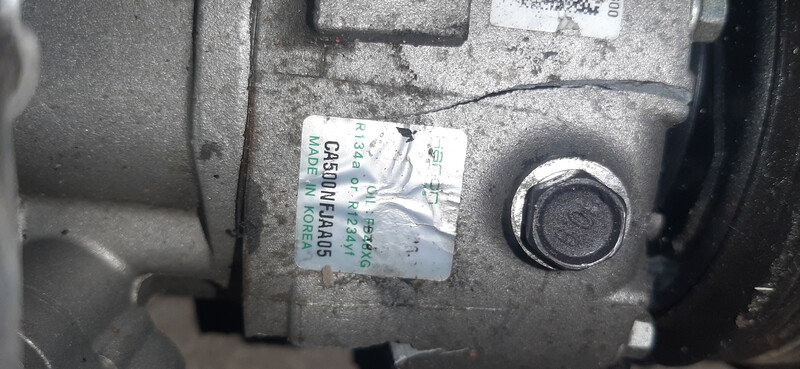 OIL : FD46XG
R134a or R1234yf
CA500NFJAA05
MADE IN KOREA